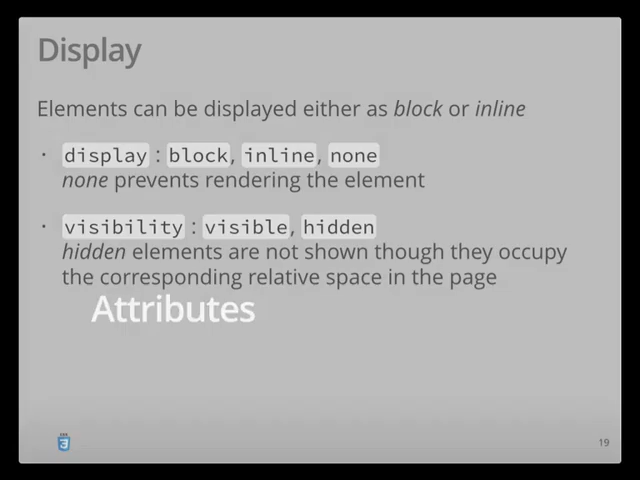 Display
Elements can be displayed either as block or inline
· display : block, inline, none
none prevents rendering the element
· visibility : visible, hidden
hidden elements are not shown though they occupy
the corresponding relative space in the page
Attributes
19